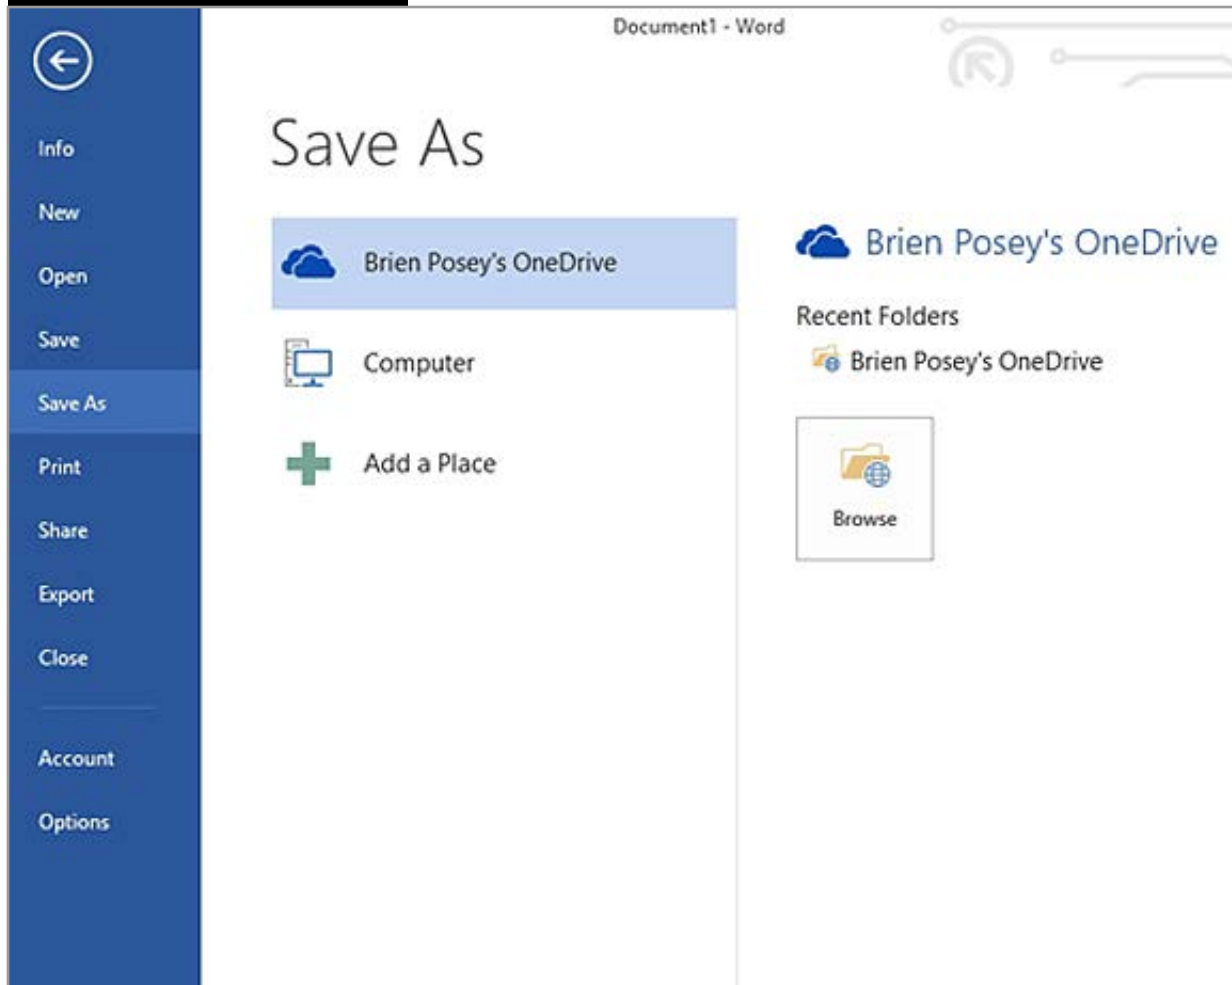 Document1 - Word
Info
New
Open
Save
Save As
Print
Share
Export
Close
Account
Options
Save As
Brien Posey's OneDrive
Computer
Add a Place
Brien Posey's OneDrive
Recent Folders
Brien Posey's OneDrive
Browse